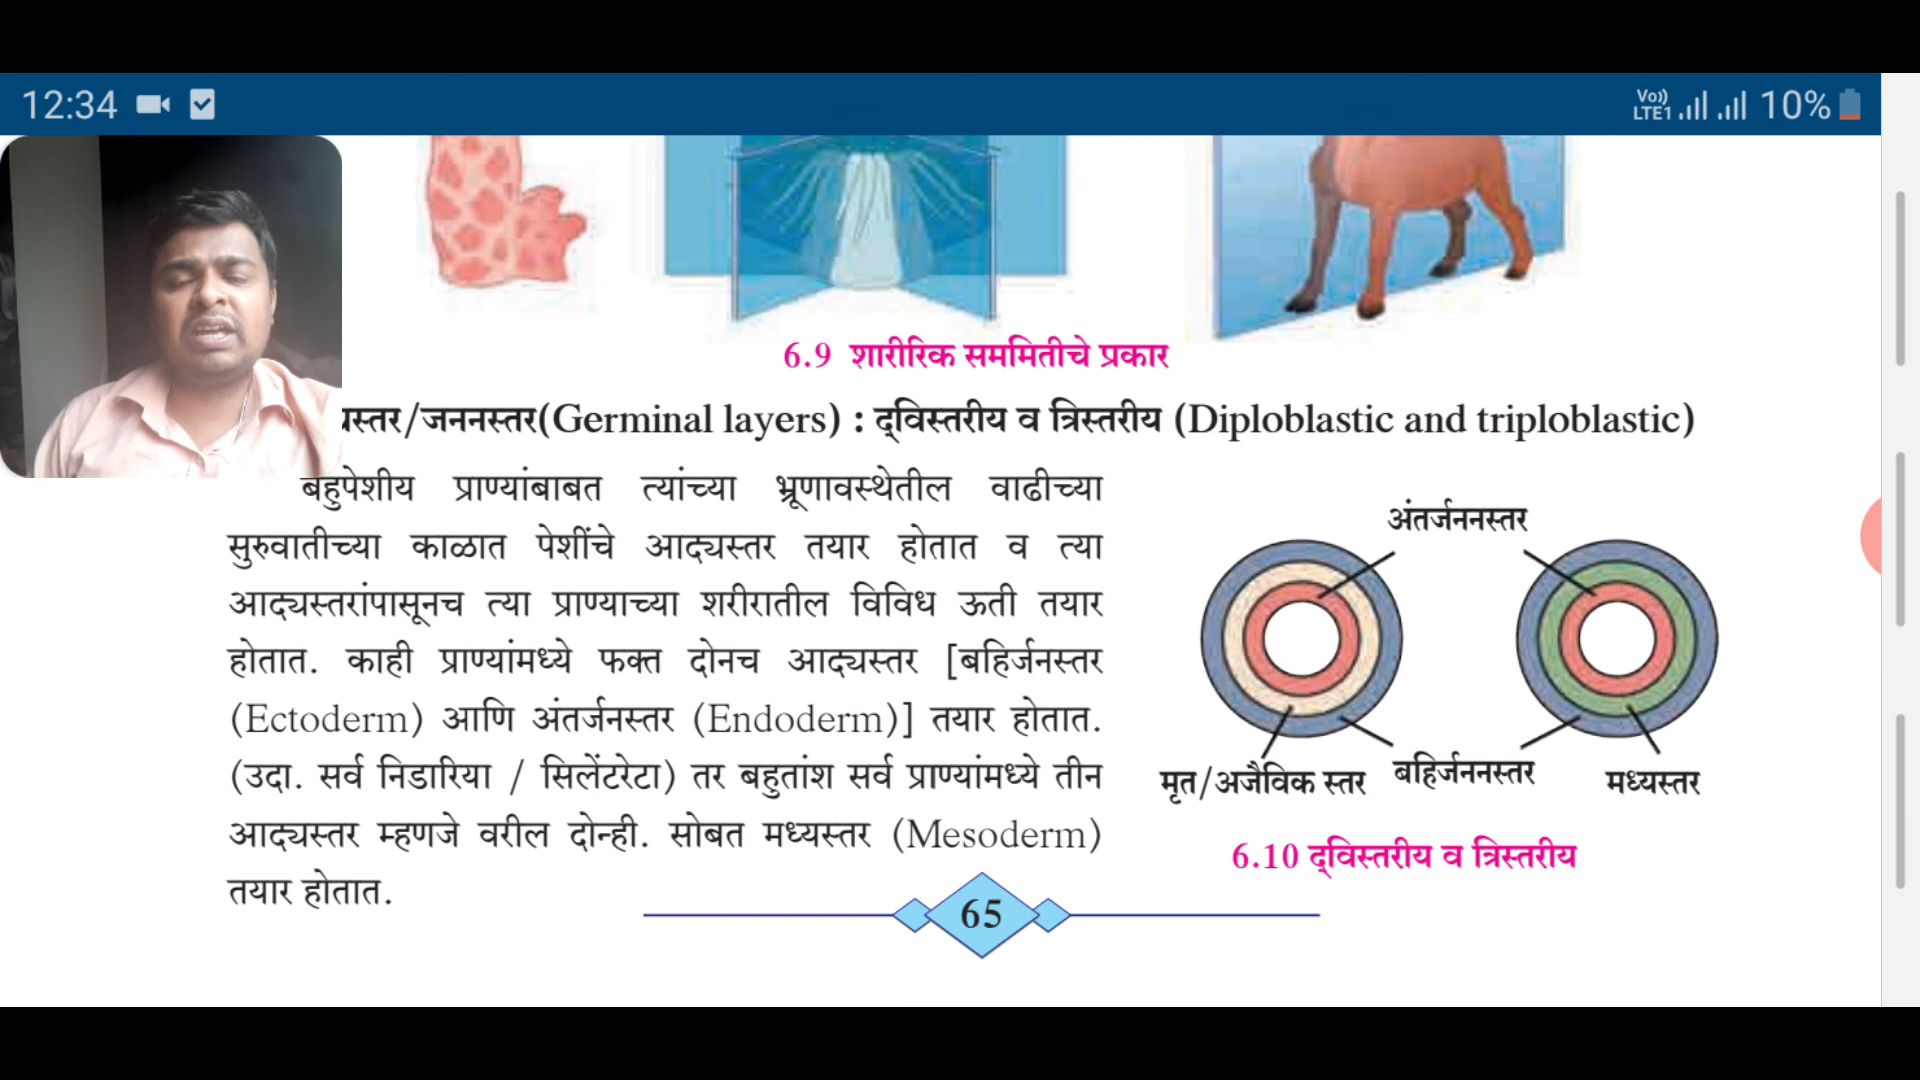 12:34
Vo)) LTE1 10%
6.9 शारीरिक सममितीचे प्रकार
स्तर/जननस्तर(Germinal layers) : द्विस्तरीय व त्रिस्तरीय (Diploblastic and triploblastic)
बहुपेशीय प्राण्यांबाबत त्यांच्या भ्रूणावस्थेतील वाढीच्या
सुरुवातीच्या काळात पेशींचे आद्यस्तर तयार होतात व त्या
आद्यस्तरांपासूनच त्या प्राण्याच्या शरीरातील विविध ऊती तयार
होतात. काही प्राण्यांमध्ये फक्त दोनच आद्यस्तर [बहिर्जनस्तर
(Ectoderm) आणि अंतर्जनस्तर (Endoderm)] तयार होतात.
(उदा. सर्व निडारिया / सिलेंटरेटा) तर बहुतांश सर्व प्राण्यांमध्ये तीन
आद्यस्तर म्हणजे वरील दोन्ही. सोबत मध्यस्तर (Mesoderm)
तयार होतात.
अंतर्जननस्तर
मृत/अजैविक स्तर
बहिर्जननस्तर
मध्यस्तर
6.10 द्विस्तरीय व त्रिस्तरीय
65